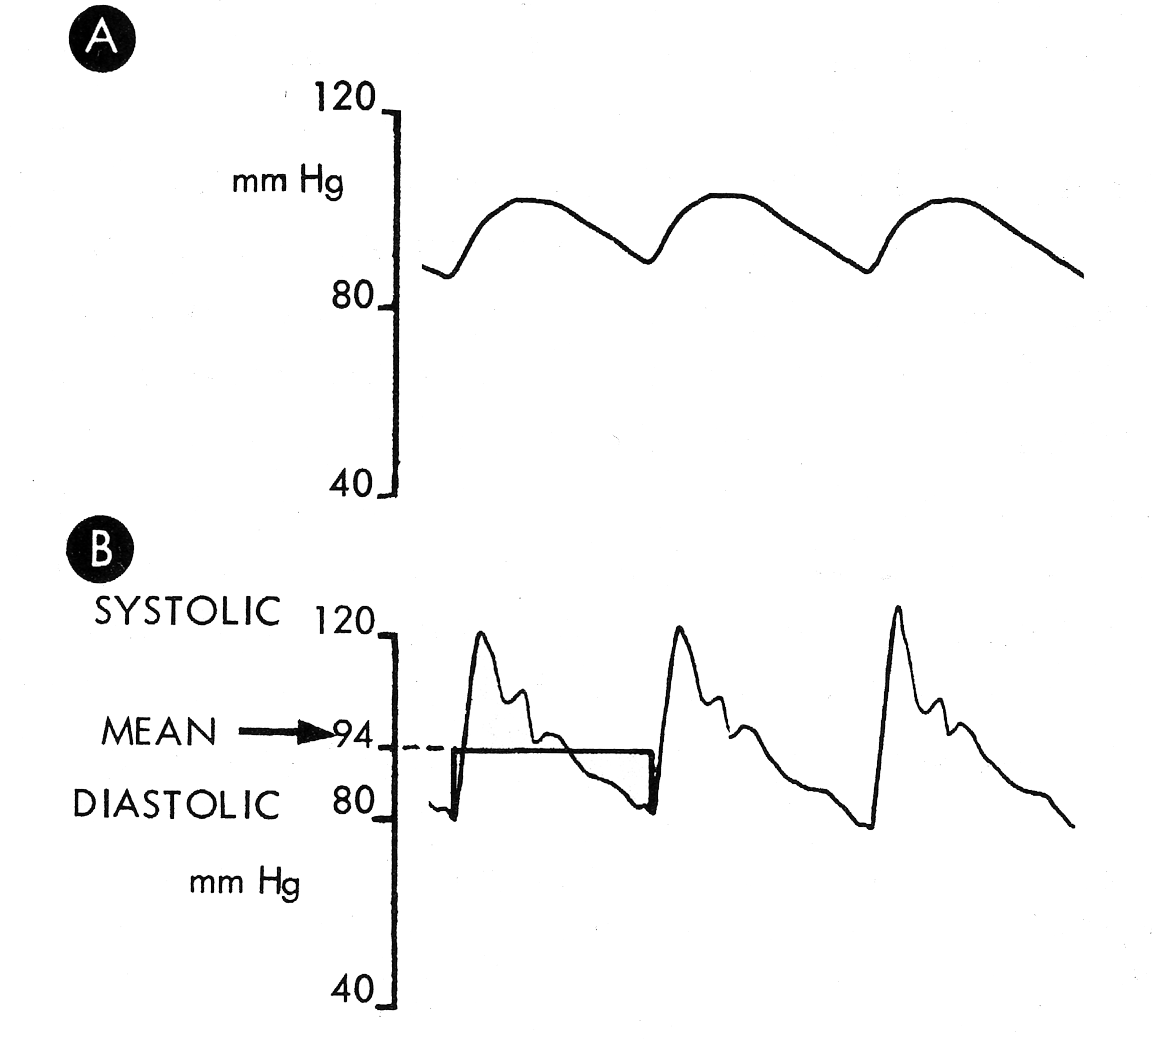 A
120
mm Hg
80
40
B
SYSTOLIC 120
MEAN 94
DIASTOLIC 80
mm Hg
40